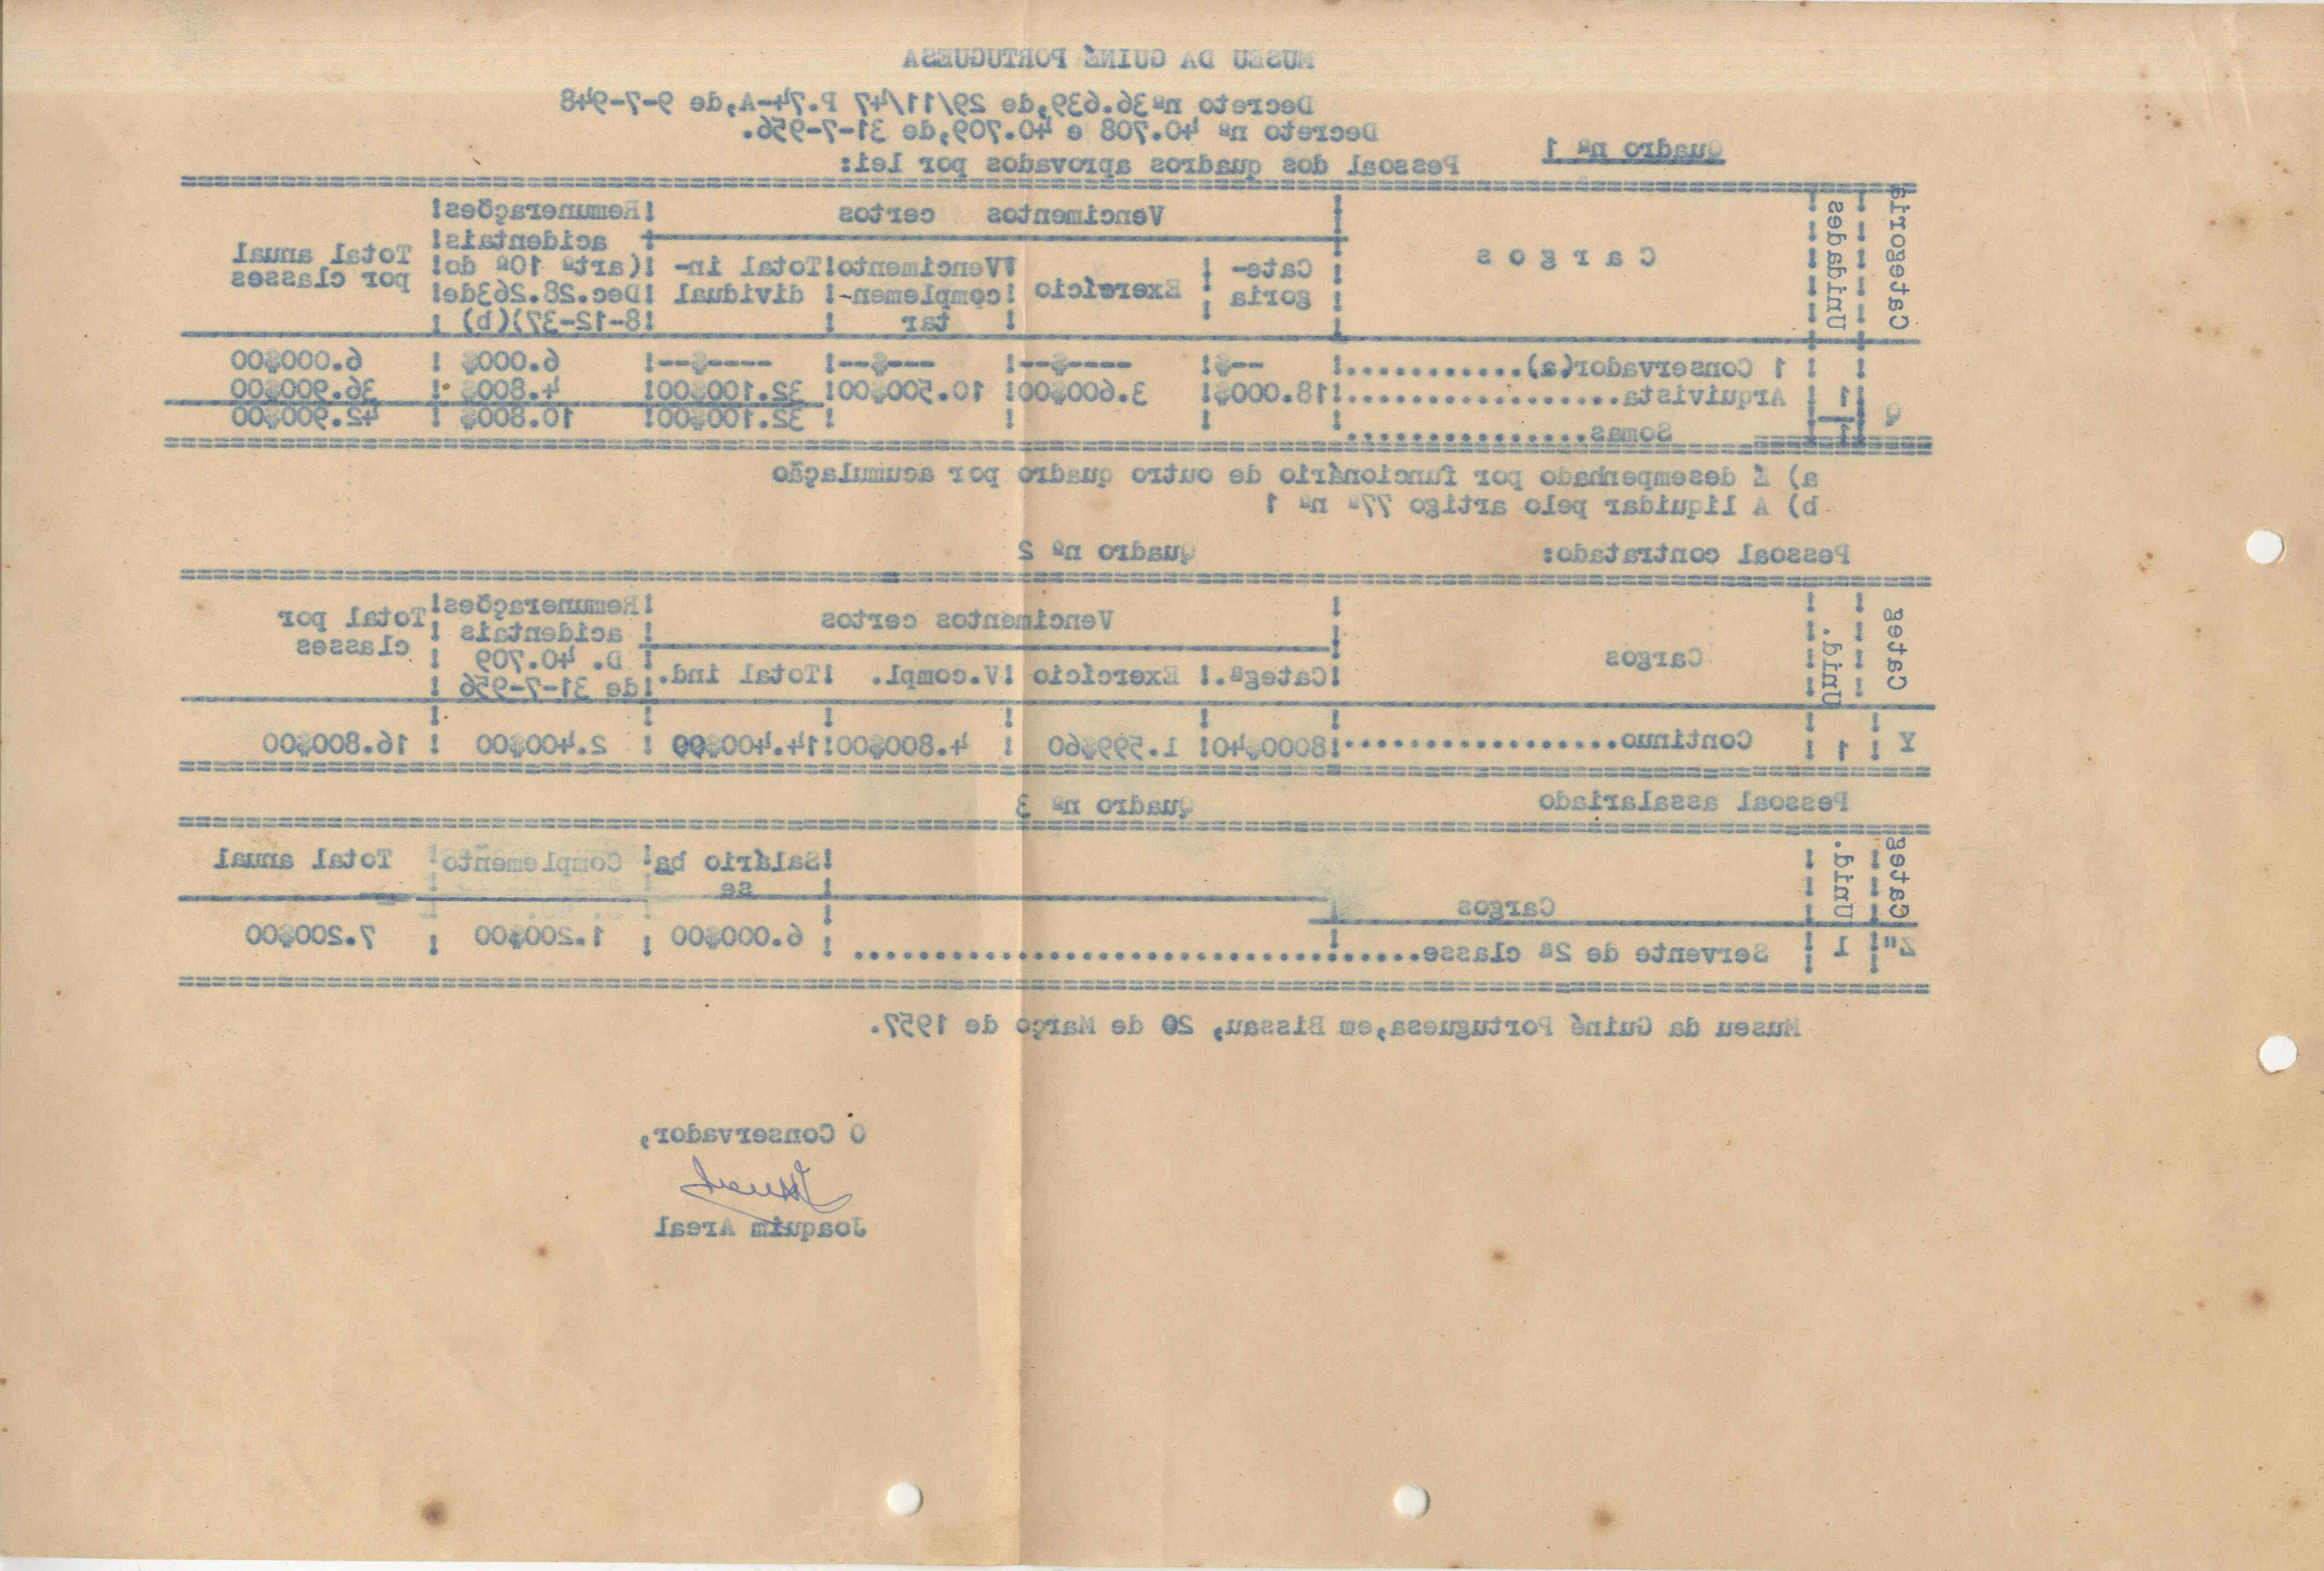 MUSEU DA GUINÉ PORTUGUESA
Decreto nº36.639,de, 29/11/47 P.74-A,de 9-7-948
Decreto nº 40.708 e 40.709,de, 31-7-956.
Quadro nº 1
Pessoal dos quadros aprovados por lei:
Categoria ! Unidades ! C a r g o s ! Vencimentos certos !Remunerações! acidentais! (artº 10º do! Dec.28.263de! 18-12-37)(b) ! Total anual por classes
Cate-goria ! Exercício ! Vencimento complemen-tar ! Total in-dividual
1 Conservador(a)............! --$! ----$--! ---$--! ----$--! 6.000$ ! 6.000$00
Q ! 1 ! Arquivista..................!18.000$! 3.600$00! 10.500$00! 32.100$00! 4.800$ ! 36.900$00
1 Somas............... ! ! ! ! 32.100$00! 10.800$ ! 42.900$00
a) É desempenhado por funcionário de outro quadro por acumulação
b) A liquidar pelo artigo 77º nº 1
Pessoal contratado: Quadro nº 2
Categ ! Unid. ! Cargos ! Vencimentos certos !Remunerações! acidentais ! D. 40.709 ! de 31-7-956 ! Total por classes
!Categª.! Exercício !V.compl. !Total ind.
Y ! 1 ! Contínuo..................!8000$40! 1.599$60 ! 4.800$00!14.400$00 ! 2.400$00 ! 16.800$00
Pessoal assalariado Quadro nº 3
Categ ! Unid. ! Cargos !Salário ba se ! Complemento ! Total anual
Z" ! 1 ! Servente de 2ª classe.................................... ! 6.000$00 ! 1.200$00 ! 7.200$00
Museu da Guiné Portuguesa,em Bissau, 20 de Março de 1957.
O Conservador,
Joaquim Areal